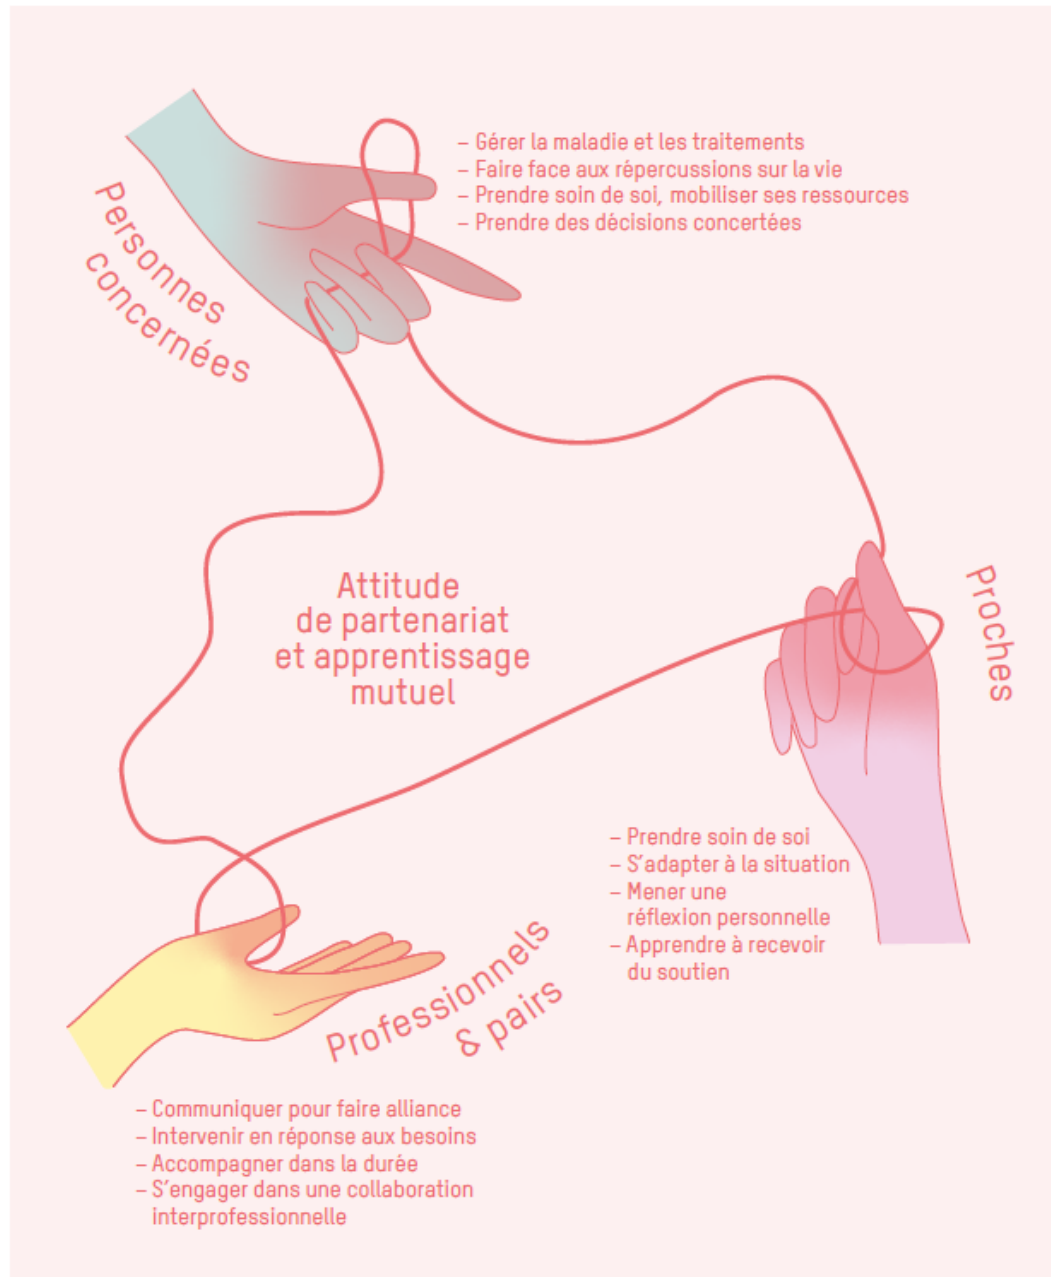 Personnes
concernées
– Gérer la maladie et les traitements
– Faire face aux répercussions sur la vie
– Prendre soin de soi, mobiliser ses ressources
– Prendre des décisions concertées
Attitude
de partenariat
et apprentissage
mutuel
Proches
– Prendre soin de soi
– S'adapter à la situation
– Mener une
réflexion personnelle
– Apprendre à recevoir
du soutien
Professionnels
& pairs
– Communiquer pour faire alliance
– Intervenir en réponse aux besoins
– Accompagner dans la durée
– S'engager dans une collaboration
interprofessionnelle